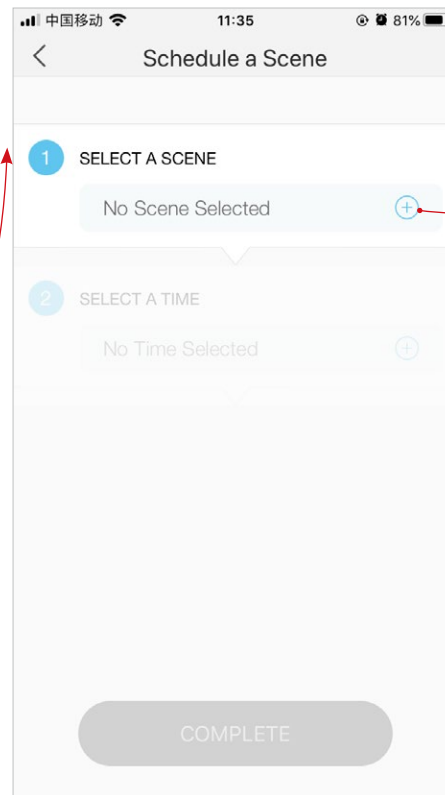 中国移动 11:35 81%
Schedule a Scene
1 SELECT A SCENE
No Scene Selected
2 SELECT A TIME
No Time Selected
COMPLETE